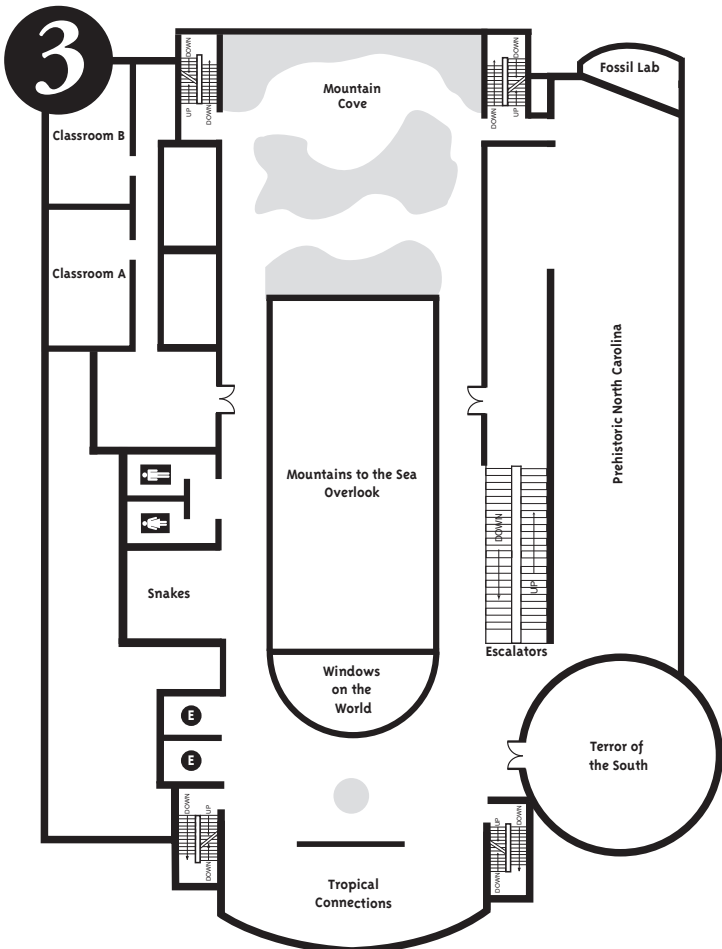 3
DOWN
UP
DOWN
Mountain
Cove
DOWN
UP
DOWN
Fossil Lab
Classroom B
Classroom A
Prehistoric North Carolina
Mountains to the Sea
Overlook
DOWN
UP
Escalators
Snakes
Windows
on the
World
E
E
Terror of
the South
DOWN
UP
DOWN
UP
DOWN
DOWN
Tropical
Connections